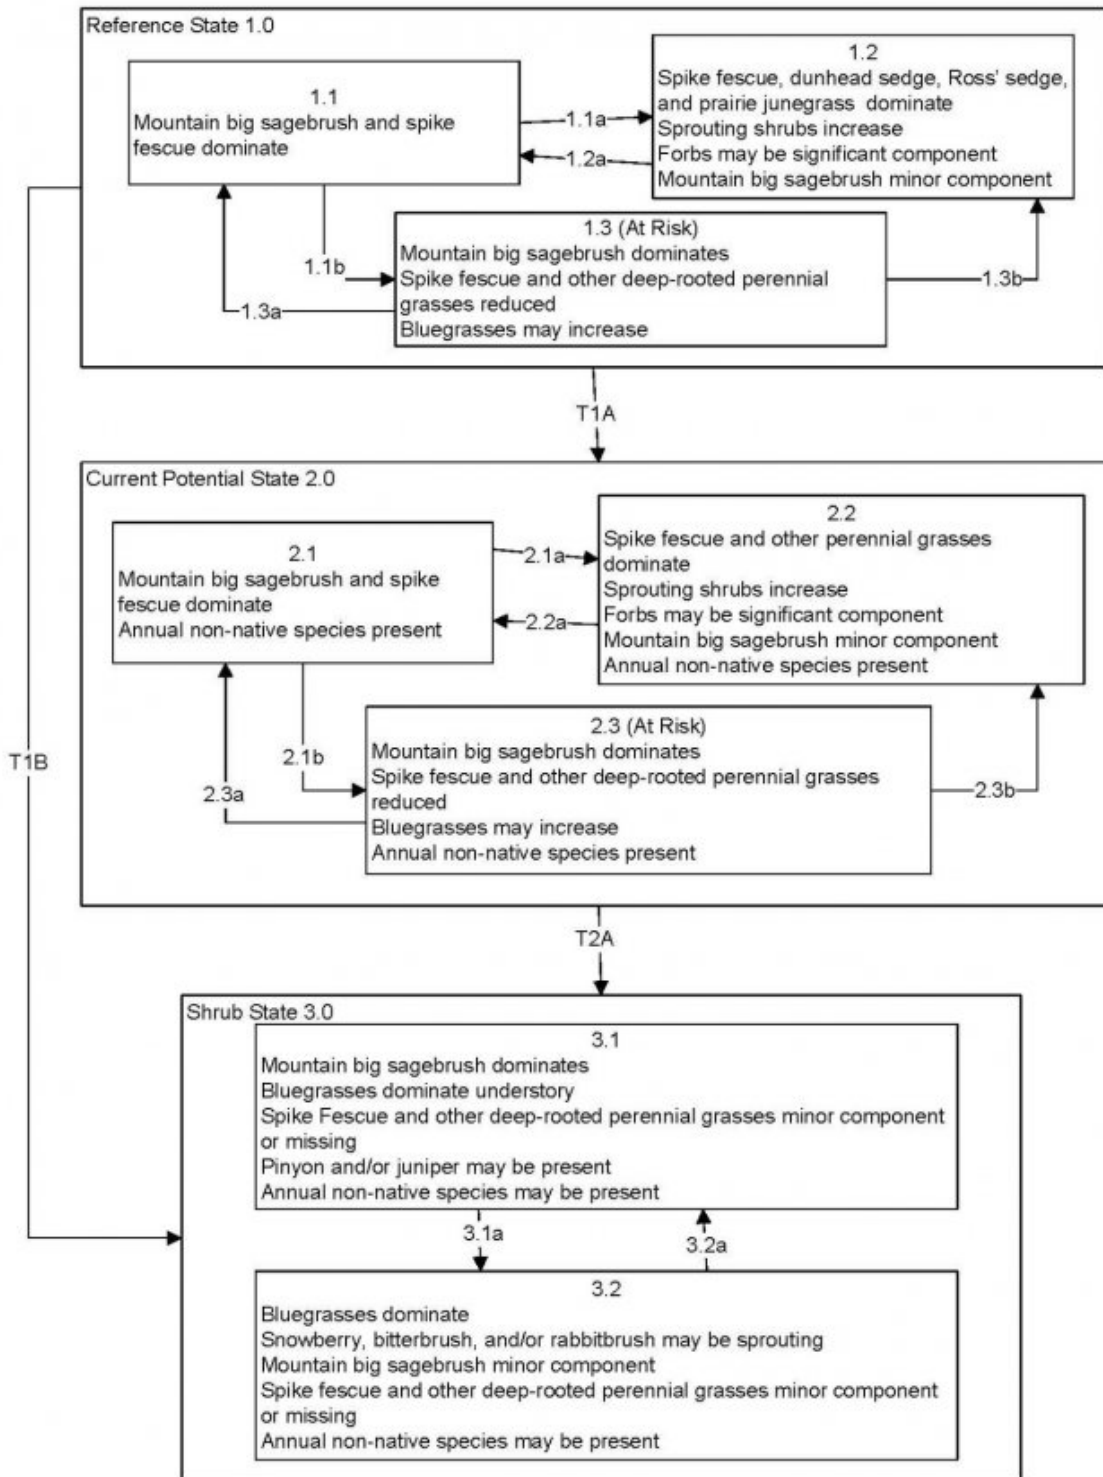 Reference State 1.0
1.1
Mountain big sagebrush and spike
fescue dominate
1.1a
1.2a
1.2
Spike fescue, dunhead sedge, Ross' sedge,
and prairie junegrass dominate
Sprouting shrubs increase
Forbs may be significant component
Mountain big sagebrush minor component
1.1b
1.3a
1.3 (At Risk)
Mountain big sagebrush dominates
Spike fescue and other deep-rooted perennial
grasses reduced
Bluegrasses may increase
1.3b
T1A
Current Potential State 2.0
2.1
Mountain big sagebrush and spike
fescue dominate
Annual non-native species present
2.1a
2.2a
2.2
Spike fescue and other perennial grasses
dominate
Sprouting shrubs increase
Forbs may be significant component
Mountain big sagebrush minor component
Annual non-native species present
T1B
2.1b
2.3a
2.3 (At Risk)
Mountain big sagebrush dominates
Spike fescue and other deep-rooted perennial grasses
reduced
Bluegrasses may increase
Annual non-native species present
2.3b
T2A
Shrub State 3.0
3.1
Mountain big sagebrush dominates
Bluegrasses dominate understory
Spike Fescue and other deep-rooted perennial grasses minor component
or missing
Pinyon and/or juniper may be present
Annual non-native species may be present
3.1a
3.2a
3.2
Bluegrasses dominate
Snowberry, bitterbrush, and/or rabbitbrush may be sprouting
Mountain big sagebrush minor component
Spike fescue and other deep-rooted perennial grasses minor component
or missing
Annual non-native species may be present